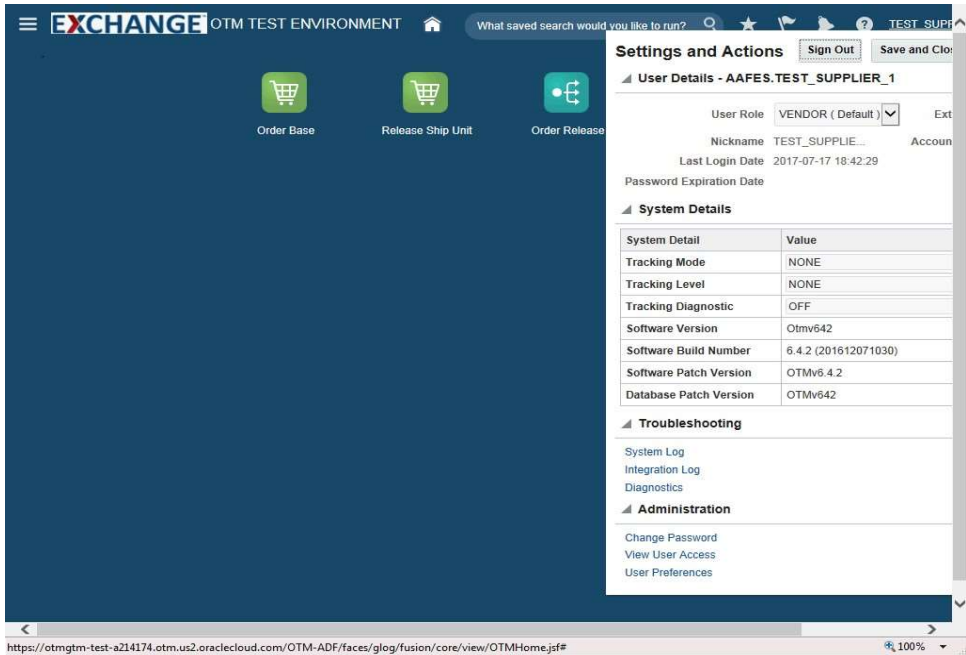 EXCHANGE OTM TEST ENVIRONMENT What saved search would you like to run? TEST SUPP
Settings and Actions Sign Out Save and Clo
User Details - AAFES.TEST_SUPPLIER_1
User Role VENDOR ( Default ) Ext
Nickname TEST_SUPPLIE... Accoun
Last Login Date 2017-07-17 18:42:29
Password Expiration Date
Order Base Release Ship Unit Order Release
System Details
System Detail Value
Tracking Mode NONE
Tracking Level NONE
Tracking Diagnostic OFF
Software Version Otmv642
Software Build Number 6.4.2 (201612071030)
Software Patch Version OTMv6.4.2
Database Patch Version OTMv642
Troubleshooting
System Log
Integration Log
Diagnostics
Administration
Change Password
View User Access
User Preferences
https://otmgtm-test-a214174.otm.us2.oraclecloud.com/OTM-ADF/faces/glog/fusion/core/view/OTMHome.jsf# 100%